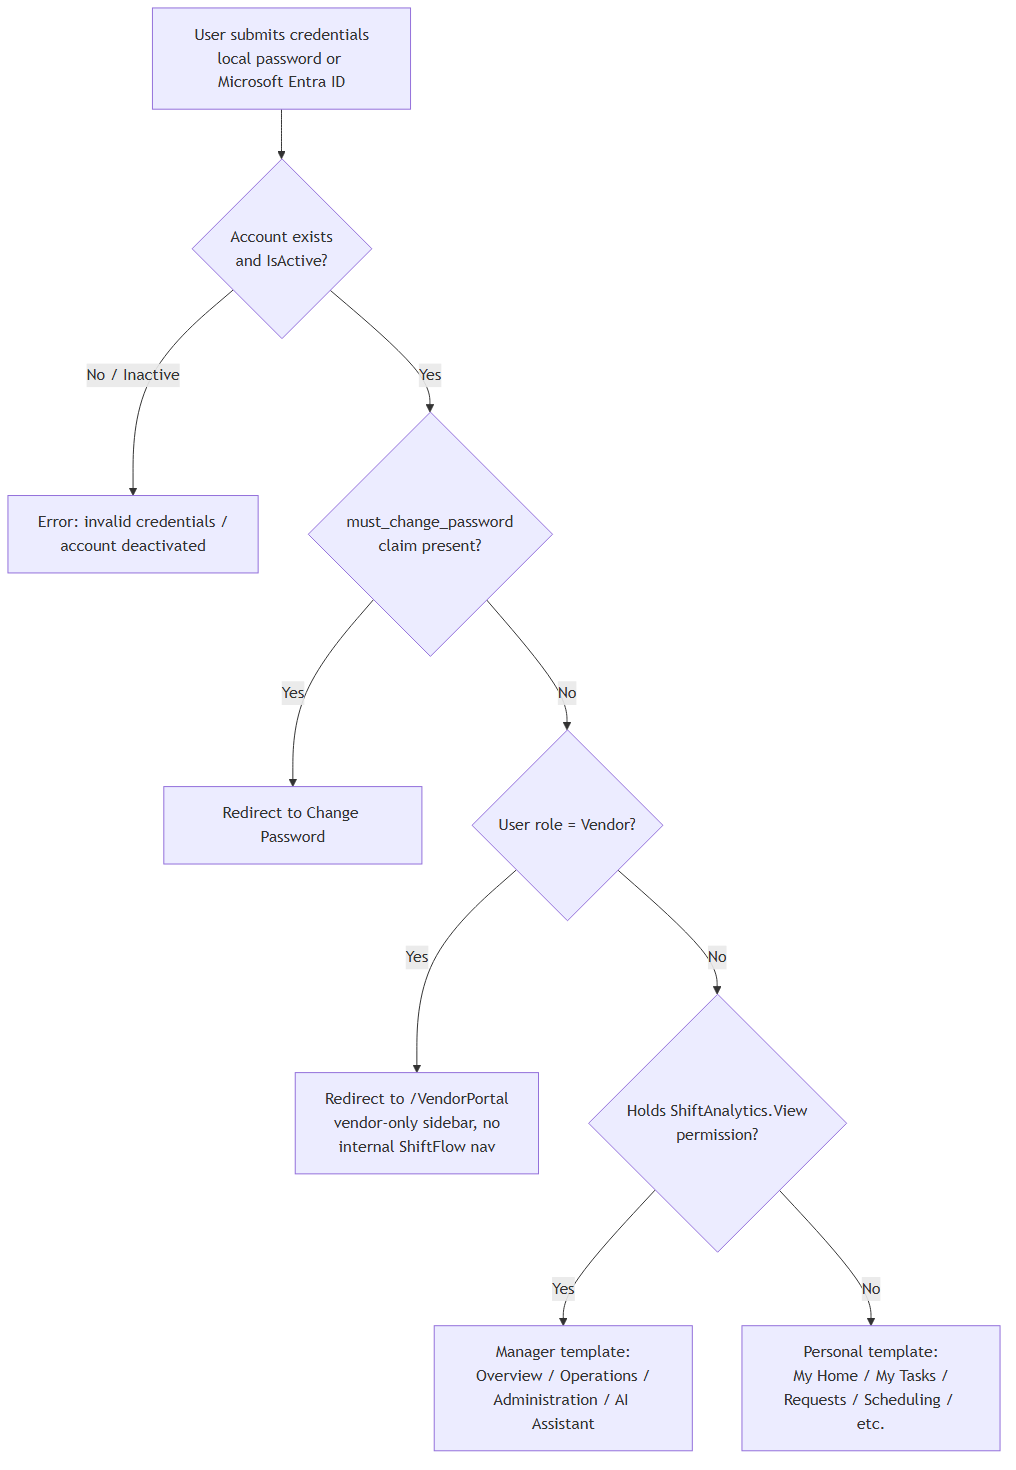 User submits credentials
local password or
Microsoft Entra ID
Account exists
and IsActive?
No / Inactive
Yes
Error: invalid credentials /
account deactivated
must_change_password
claim present?
Yes
No
Redirect to Change
Password
User role = Vendor?
Yes
No
Redirect to /VendorPortal
vendor-only sidebar, no
internal ShiftFlow nav
Holds ShiftAnalytics.View
permission?
Yes
No
Manager template:
Overview / Operations /
Administration / AI
Assistant
Personal template:
My Home / My Tasks /
Requests / Scheduling /
etc.